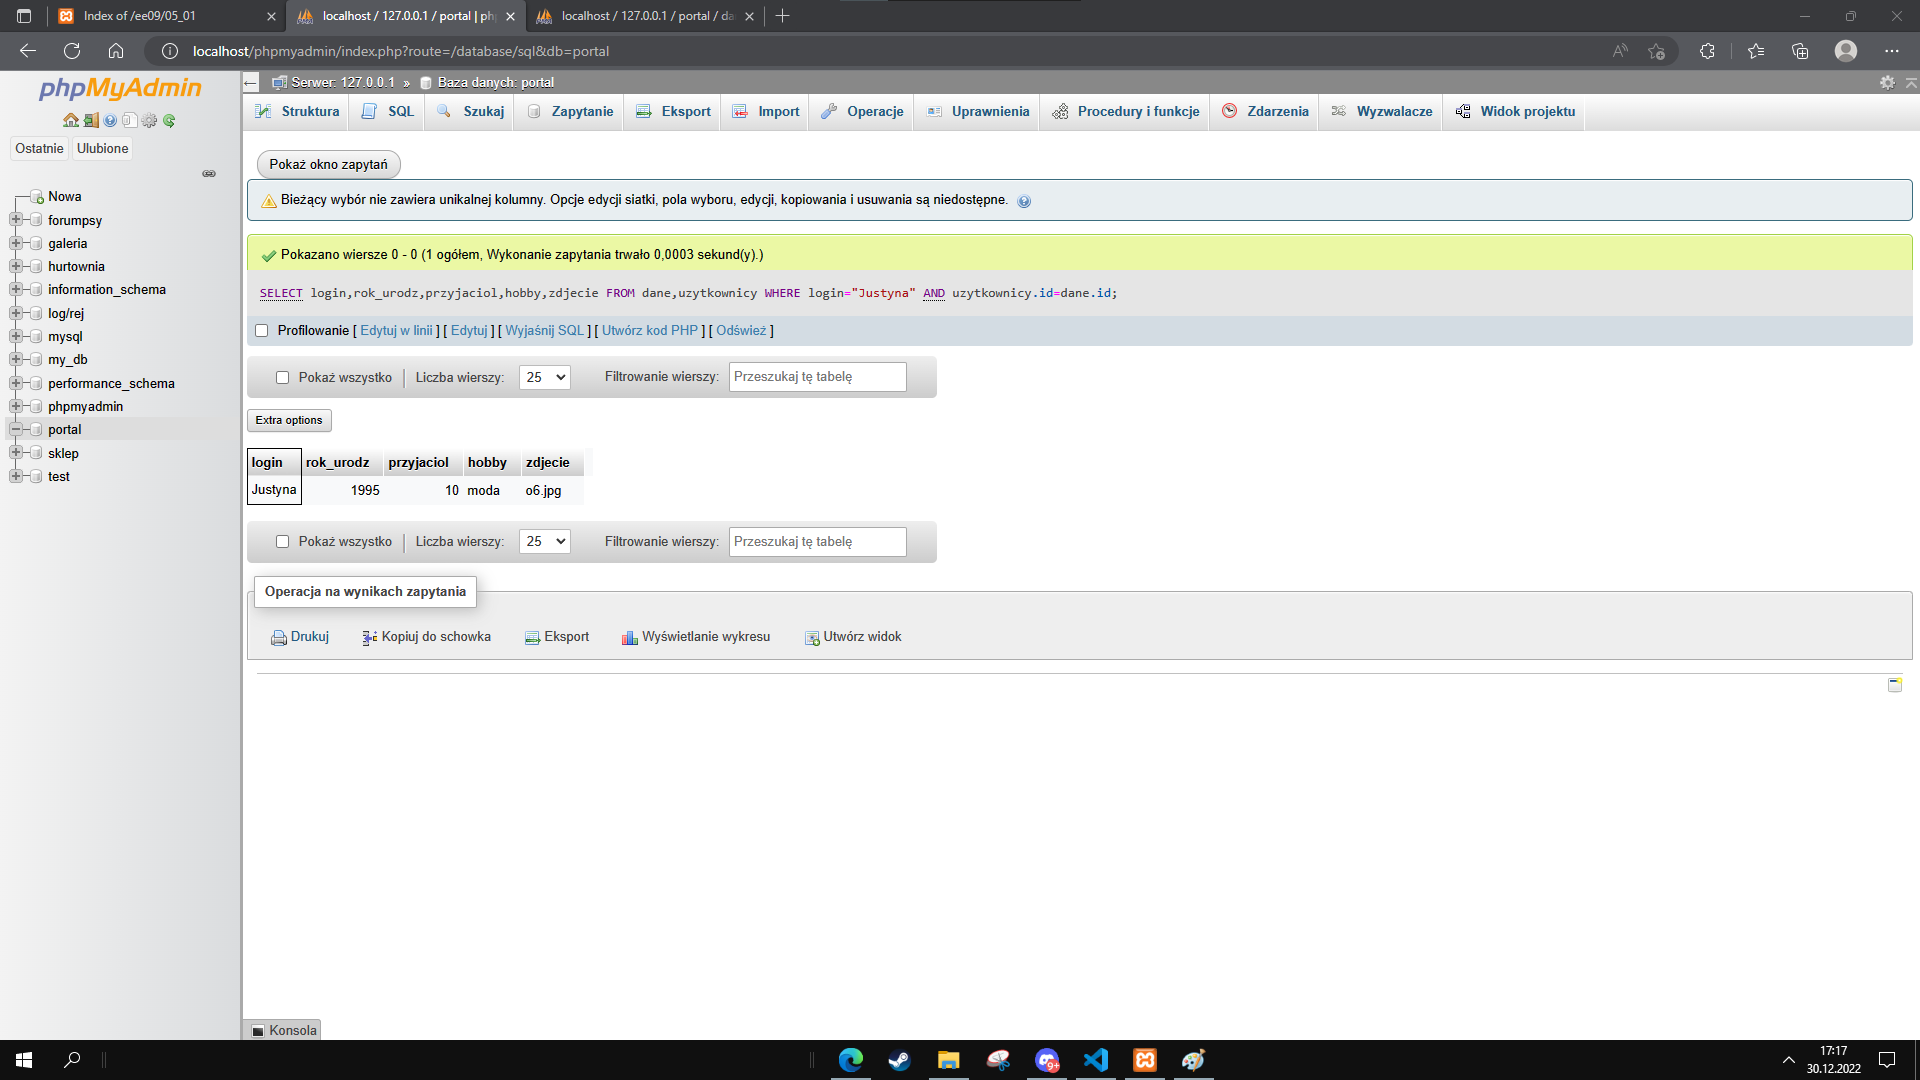 Index of /ee09/05_01
localhost / 127.0.0.1 / portal | ph
localhost / 127.0.0.1 / portal / da
localhost/phpmyadmin/index.php?route=/database/sql&db=portal
phpMyAdmin
Ostatnie
Ulubione
Nowa
forumpsy
galeria
hurtownia
information_schema
log/rej
mysql
my_db
performance_schema
phpmyadmin
portal
sklep
test
Serwer: 127.0.0.1 » Baza danych: portal
Struktura
SQL
Szukaj
Zapytanie
Eksport
Import
Operacje
Uprawnienia
Procedury i funkcje
Zdarzenia
Wyzwalacze
Widok projektu
Pokaż okno zapytań
Bieżący wybór nie zawiera unikalnej kolumny. Opcje edycji siatki, pola wyboru, edycji, kopiowania i usuwania są niedostępne.
Pokazano wiersze 0 - 0 (1 ogółem, Wykonanie zapytania trwało 0,0003 sekund(y).)
SELECT login,rok_urodz,przyjaciol,hobby,zdjecie FROM dane,uzytkownicy WHERE login="Justyna" AND uzytkownicy.id=dane.id;
Profilowanie [ Edytuj w linii ] [ Edytuj ] [ Wyjaśnij SQL ] [ Utwórz kod PHP ] [ Odśwież ]
Pokaż wszystko | Liczba wierszy: 25 Filtrowanie wierszy: Przeszukaj tę tabelę
Extra options
login rok_urodz przyjaciol hobby zdjecie
Justyna 1995 10 moda o6.jpg
Pokaż wszystko | Liczba wierszy: 25 Filtrowanie wierszy: Przeszukaj tę tabelę
Operacja na wynikach zapytania
Drukuj
Kopiuj do schowka
Eksport
Wyświetlanie wykresu
Utwórz widok
Konsola
9+
17:17
30.12.2022